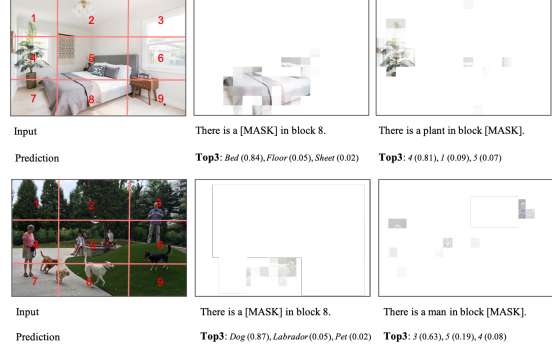 1 2 3
4 5 6
7 8 9
Input There is a [MASK] in block 8. There is a plant in block [MASK].
Prediction Top3: Bed (0.84), Floor (0.05), Sheet (0.02) Top3: 4 (0.81), 1 (0.09), 5 (0.07)
1 2 3
4 5 6
7 8 9
Input There is a [MASK] in block 8. There is a man in block [MASK].
Prediction Top3: Dog (0.87), Labrador (0.05), Pet (0.02) Top3: 3 (0.63), 5 (0.19), 4 (0.08)